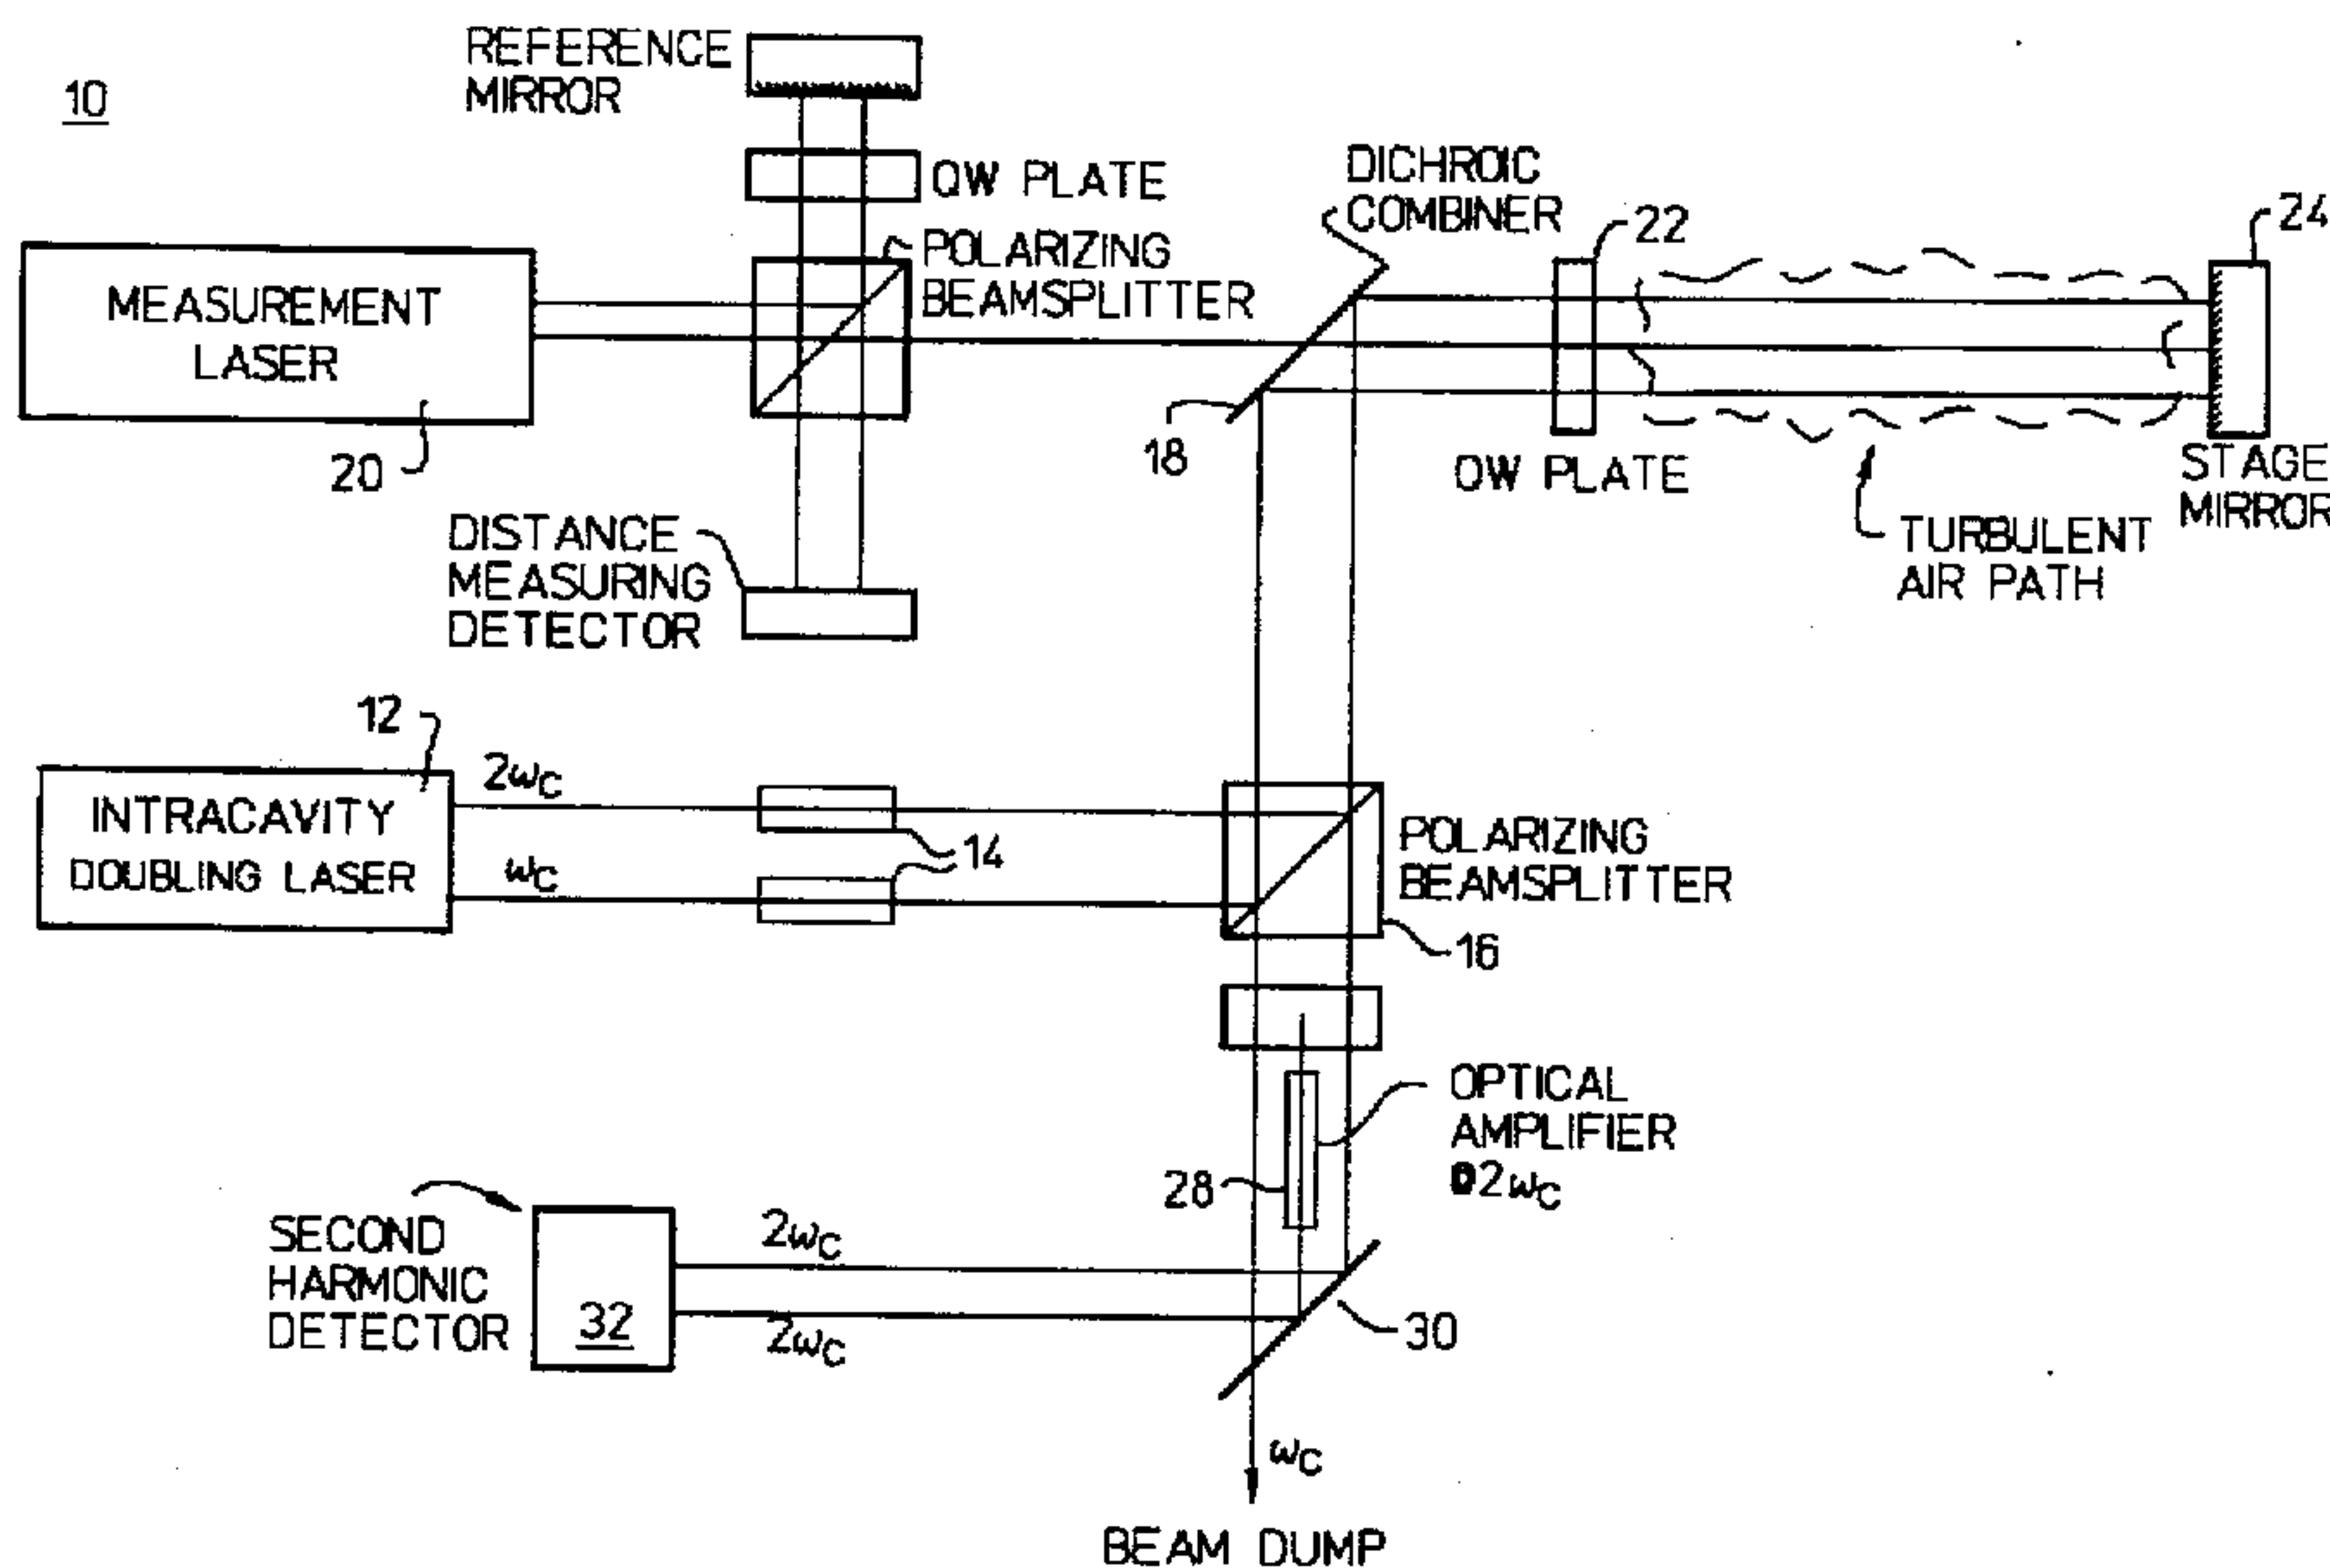 10
REFERENCE
MIRROR
QW PLATE
POLARIZING
BEAMSPLITTER
MEASUREMENT
LASER
20
DISTANCE
MEASURING
DETECTOR
DICHROIC
COMBINER
22
24
18
QW PLATE
STAGE
MIRROR
TURBULENT
AIR PATH
12
INTRACAVITY
DOUBLING LASER
2ωC
ωC
14
POLARIZING
BEAMSPLITTER
16
OPTICAL
AMPLIFIER
@2ωC
28
SECOND
HARMONIC
DETECTOR
32
2ωC
2ωC
30
ωC
BEAM DUMP